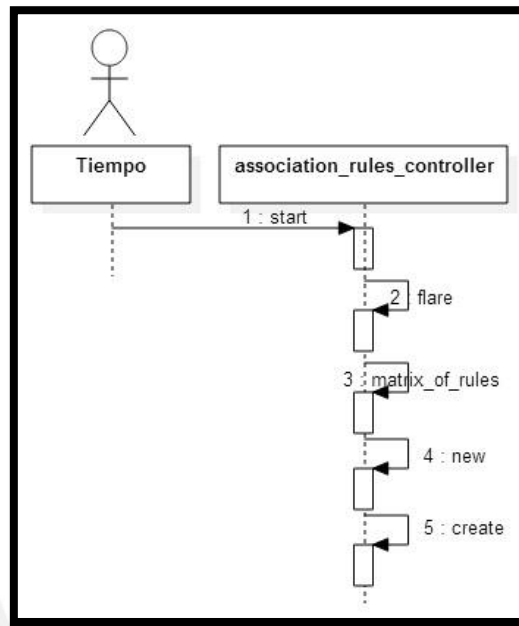 Tiempo
association_rules_controller
1 : start
2 : flare
3 : matrix_of_rules
4 : new
5 : create